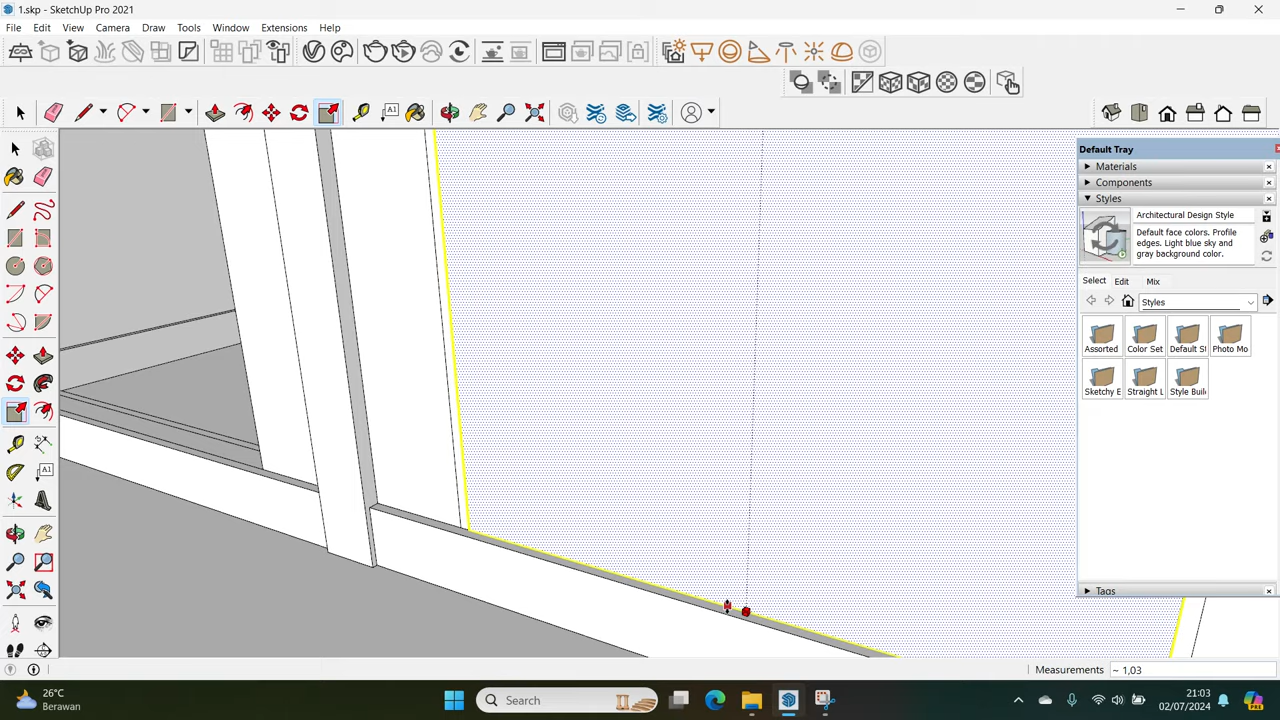 1.skp - SketchUp Pro 2021
File Edit View Camera Draw Tools Window Extensions Help
A1
Default Tray
Materials
Components
Styles
Architectural Design Style
Default face colors. Profile
edges. Light blue sky and
gray background color.
Select Edit Mix
Styles
Assorted Color Set Default S Photo Mo
Sketchy E Straight L Style Buil
A1
Tags
Measurements ~ 1,03
26°C
Berawan
Search
21:03
02/07/2024